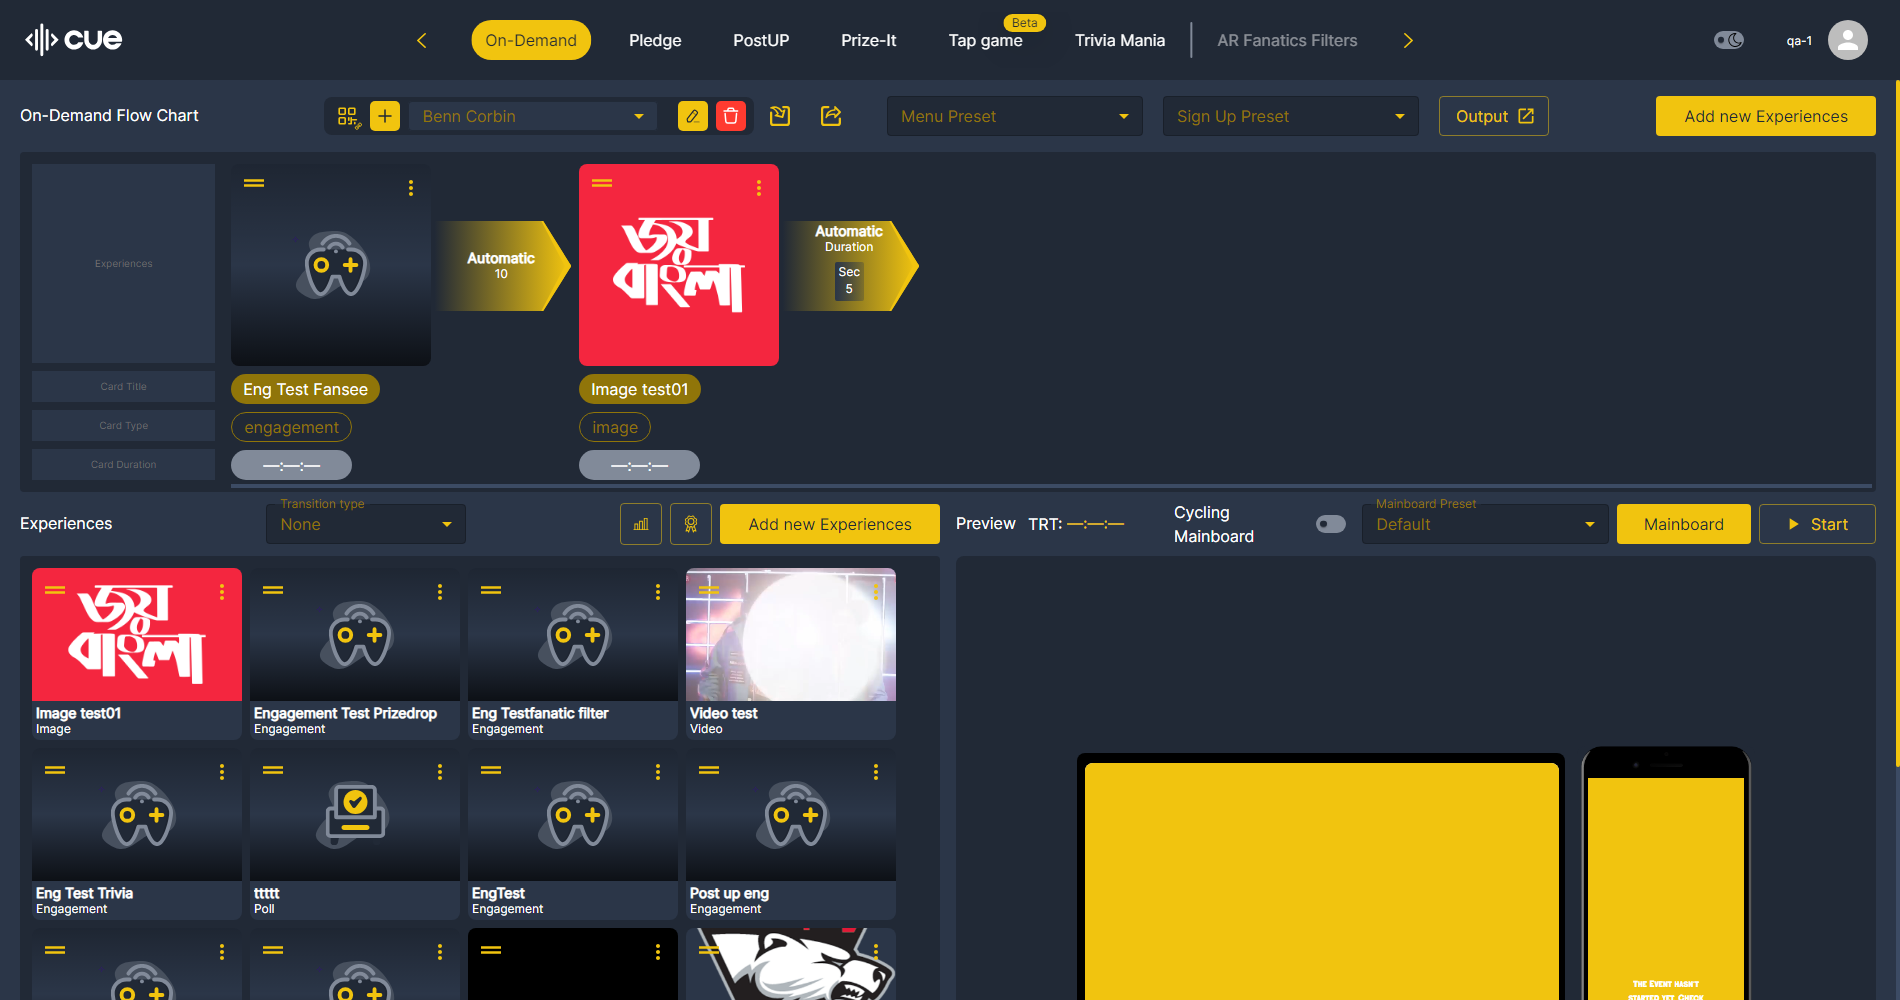 cue
On-Demand
Pledge
PostUP
Prize-It
Tap game
Beta
Trivia Mania
AR Fanatics Filters
qa-1
On-Demand Flow Chart
Benn Corbin
Menu Preset
Sign Up Preset
Output
Add new Experiences
Experiences
Card Title
Card Type
Card Duration
Automatic
10
জয়
বাংলা
Automatic
Duration
Sec
5
Eng Test Fansee
engagement
—:—:—
Image test01
image
—:—:—
Experiences
Transition type
None
Add new Experiences
Preview
TRT: —:—:—
Cycling
Mainboard
Mainboard Preset
Default
Mainboard
Start
জয়
বাংলা
Image test01
Image
Engagement Test Prizedrop
Engagement
Eng Testfanatic filter
Engagement
Video test
Video
Eng Test Trivia
Engagement
ttttt
Poll
EngTest
Engagement
Post up eng
Engagement
The Event hasn't
started yet. Check